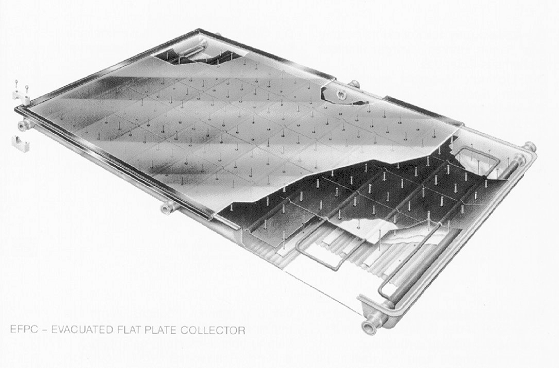 EFPC – EVACUATED FLAT PLATE COLLECTOR